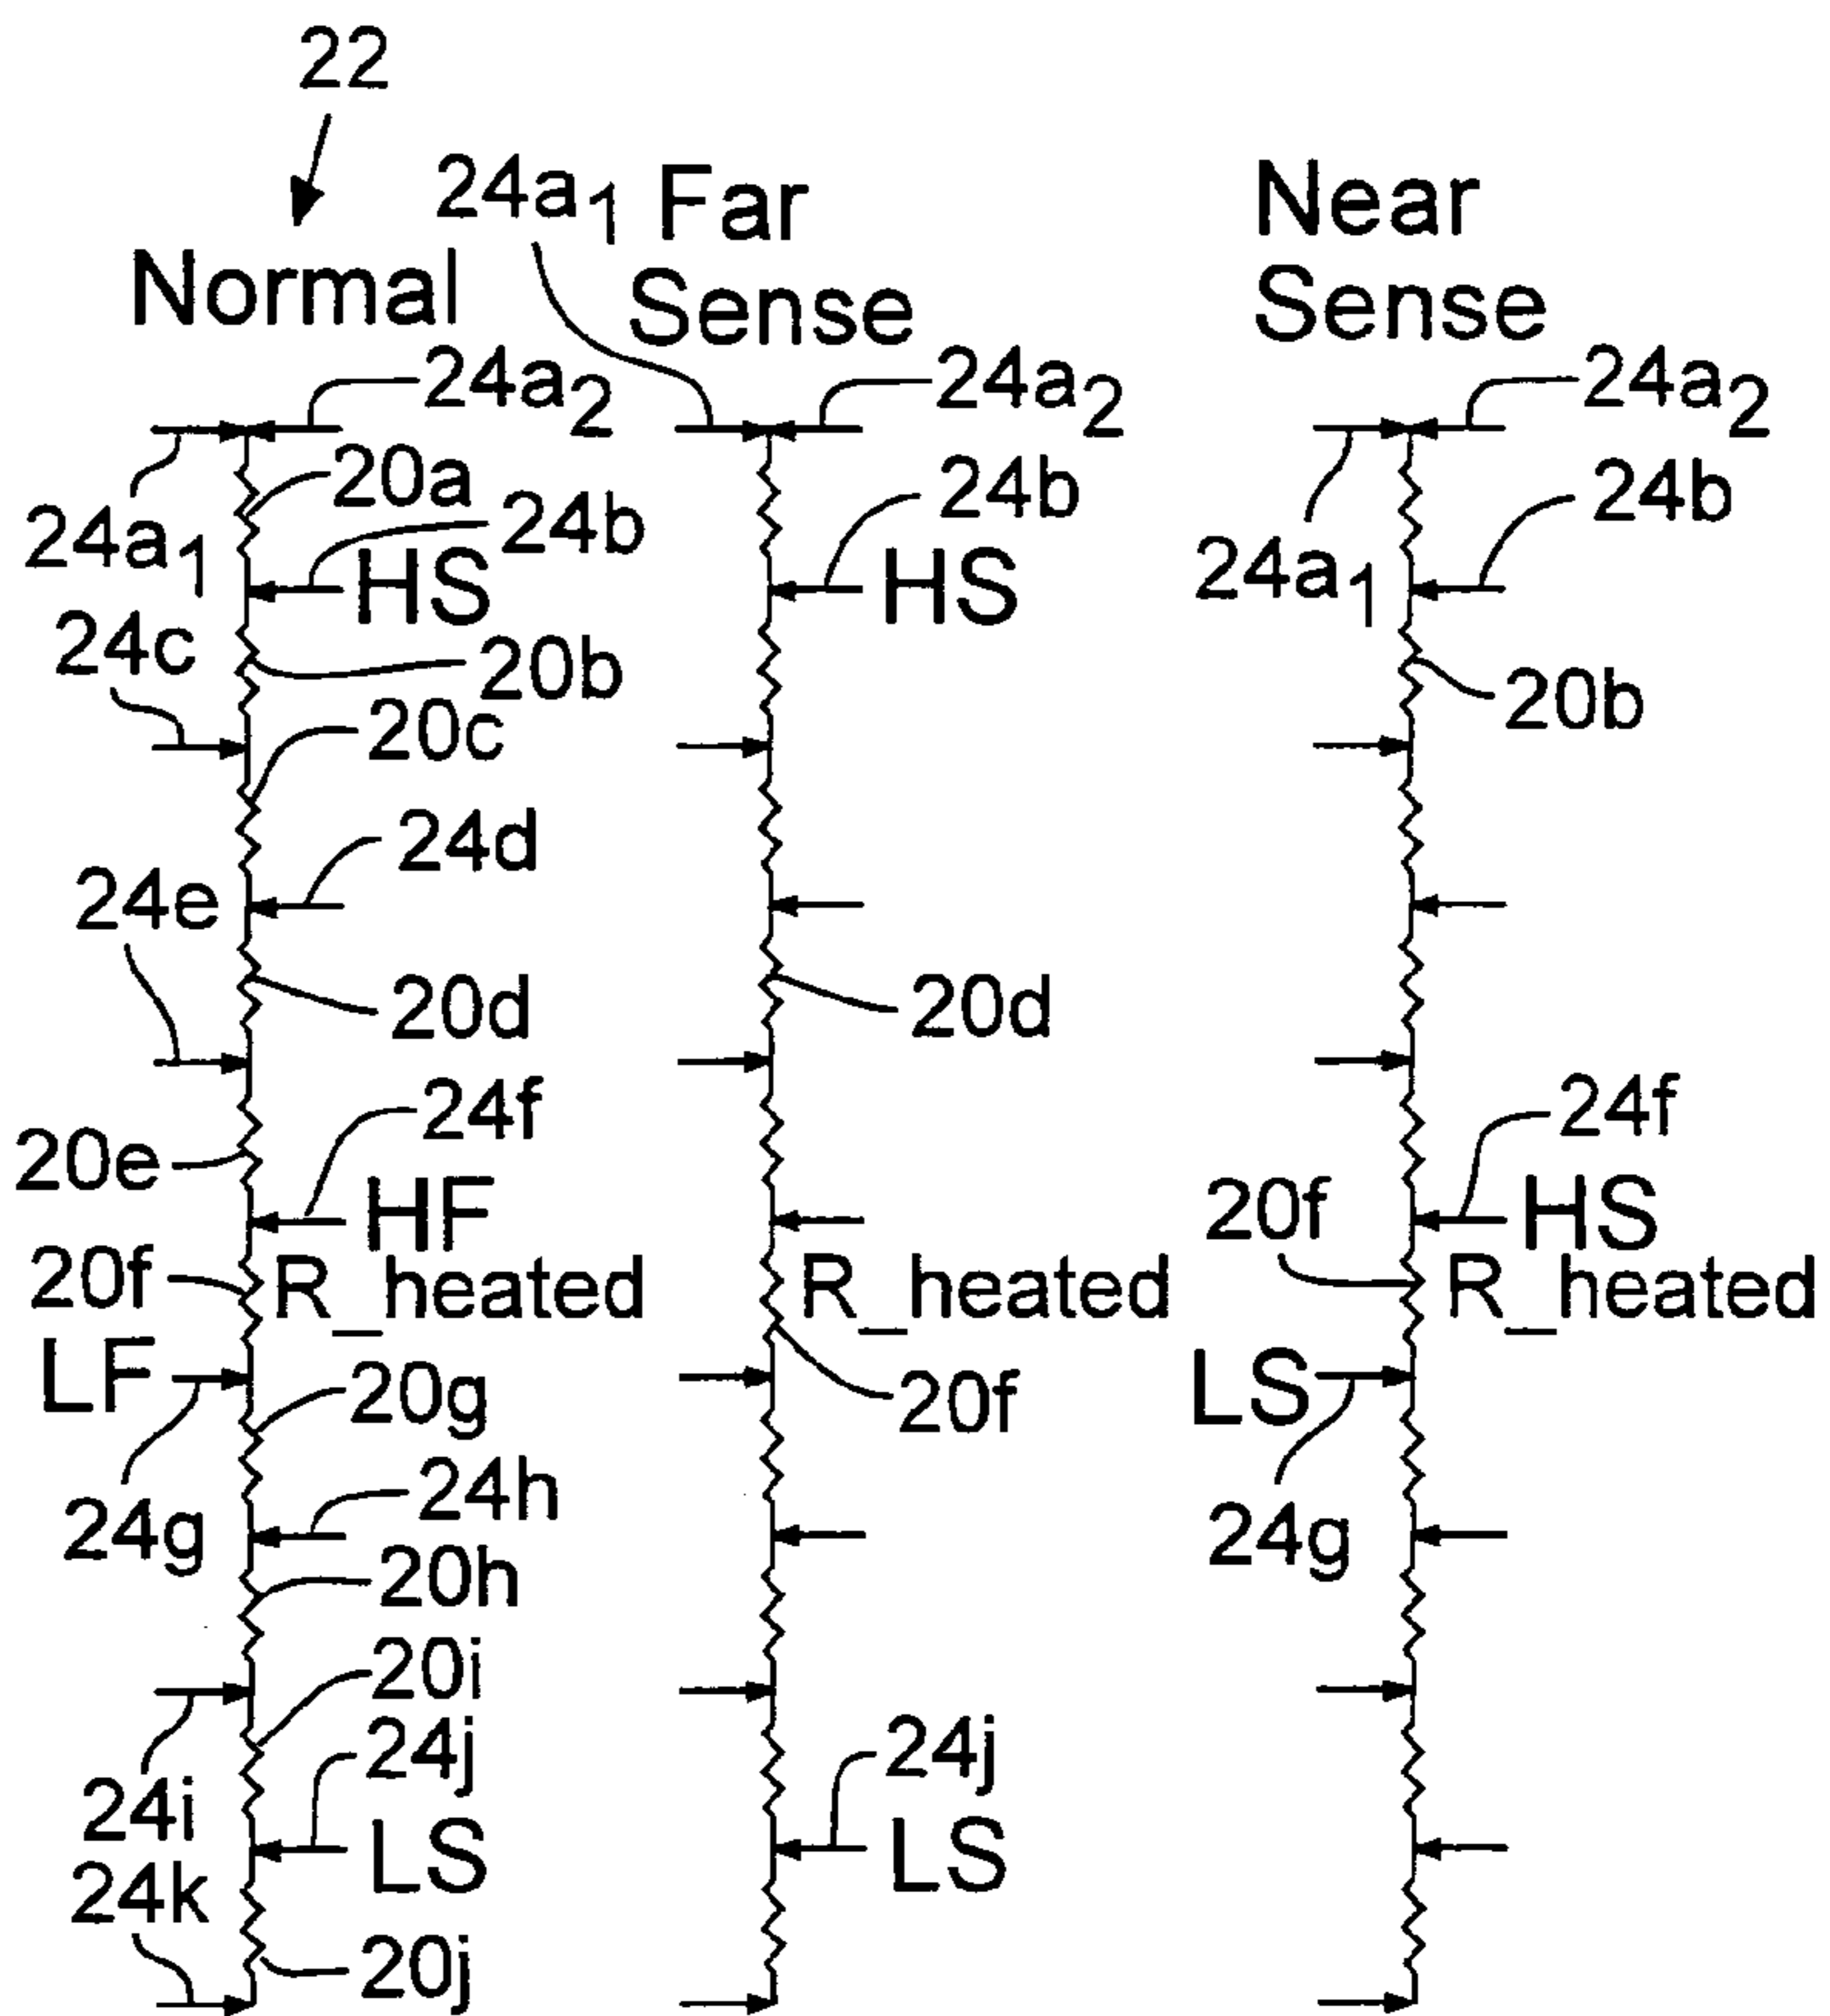 22
24a1 Far Sense
Near Sense
Normal
24a2
24a2
24a2
20a
24b
24b
24b
24a1
24a1
HS
HS
24c
20b
20b
20c
24d
24e
20d
20d
24f
24f
20e
HF
20f
HS
20f
R_heated
R_heated
R_heated
LF
20g
20f
LS
24h
24g
24g
20h
20i
24j
24j
24i
LS
LS
24k
20j